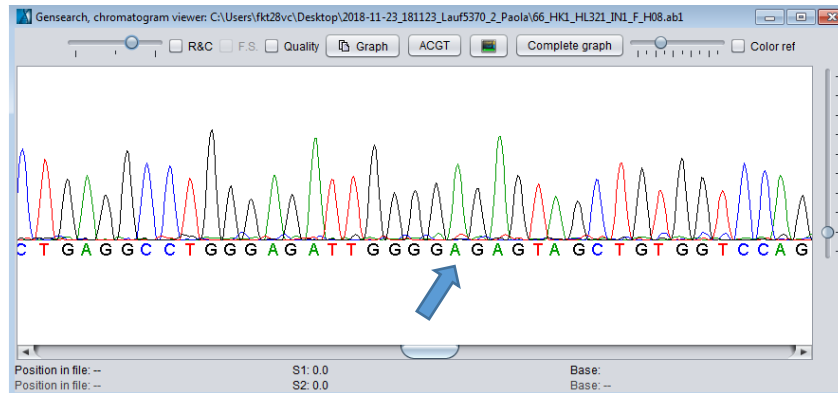 Gensearch, chromatogram viewer: C:\Users\fkt28vc\Desktop\2018-11-23_181123_Lauf5370_2_Paola\66_HK1_HL321_IN1_F_H08.ab1
R&C F.S. Quality Graph ACGT Complete graph Color ref
C T G A G G C C T G G G A G A T T G G G G A G A G T A G C T G T G G T C C A G
Position in file: -- S1: 0.0 Base:
Position in file: -- S2: 0.0 Base: --